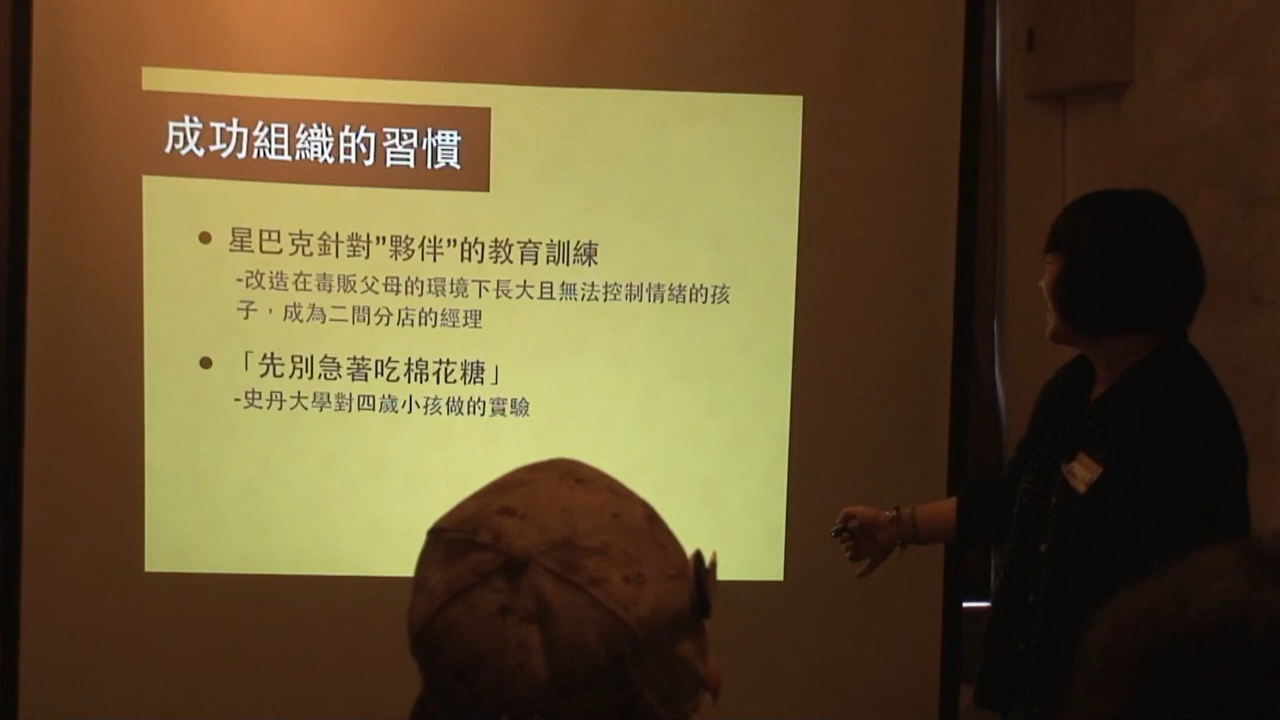 成功組織的習慣
• 星巴克針對”夥伴”的教育訓練
-改造在毒販父母的環境下長大且無法控制情緒的孩
子，成為二間分店的經理
• 「先別急著吃棉花糖」
-史丹大學對四歲小孩做的實驗